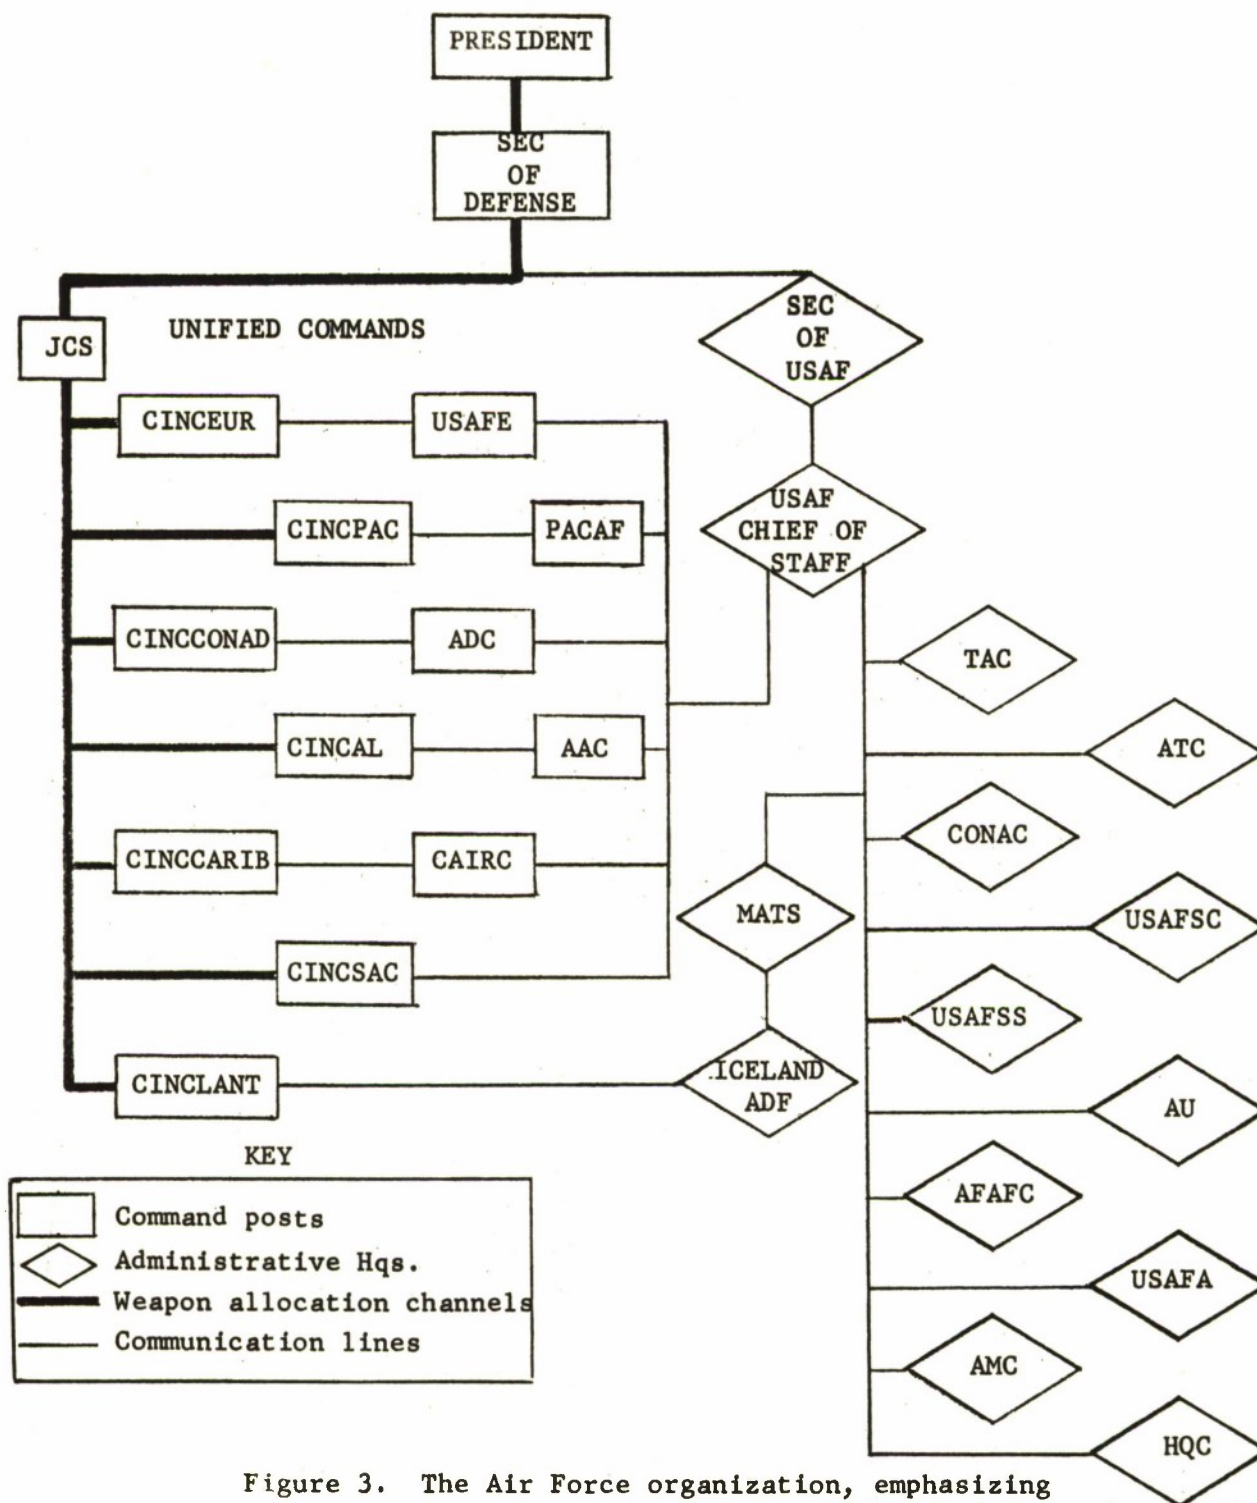 PRESIDENT
SEC
OF
DEFENSE
JCS
UNIFIED COMMANDS
SEC
OF
USAF
CINCEUR
USAFE
CINCPAC
PACAF
USAF
CHIEF OF
STAFF
CINCCONAD
ADC
TAC
CINCAL
AAC
ATC
CINCCARIB
CAIRC
CONAC
MATS
USAFSC
CINCSAC
USAFSS
CINCLANT
ICELAND
ADF
AU
AFAFC
USAFA
AMC
HQC
KEY
Command posts
Administrative Hqs.
Weapon allocation channels
Communication lines
Figure 3. The Air Force organization, emphasizing